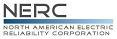 NERC
NORTH AMERICAN ELECTRIC
RELIABILITY CORPORATION